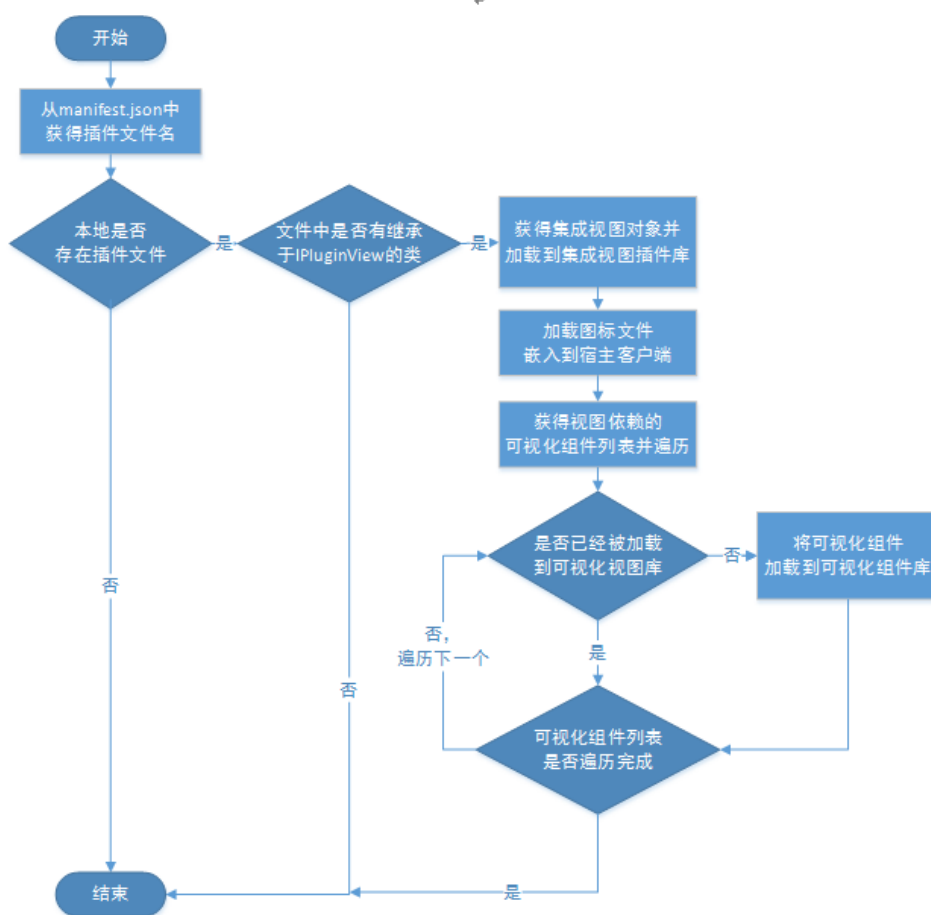 开始
从manifest.json中
获得插件文件名
本地是否
存在插件文件
是
文件中是否有继承
于IPluginView的类
是
获得集成视图对象并
加载到集成视图插件库
加载图标文件
嵌入到宿主客户端
获得视图依赖的
可视化组件列表并遍历
是否已经被加载
到可视化视图库
否
将可视化组件
加载到可视化组件库
否
否，
遍历下一个
是
否
可视化组件列表
是否遍历完成
是
结束